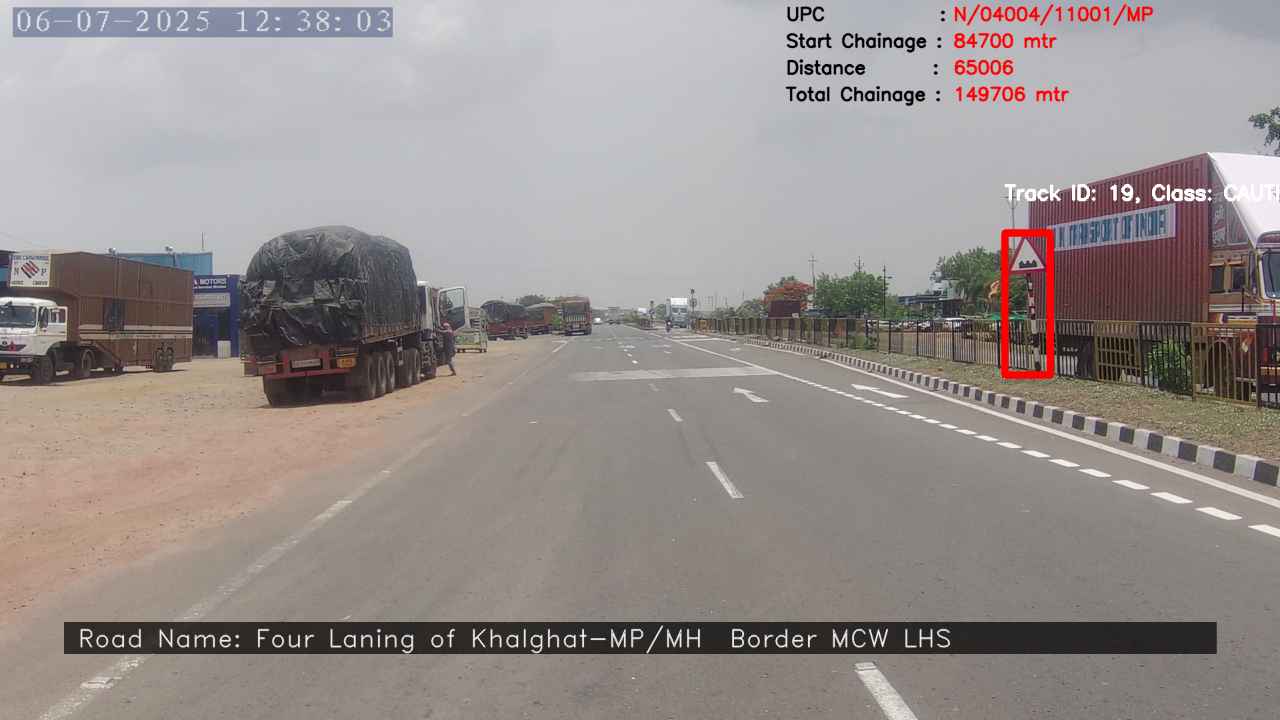 06-07-2025 12:38:03
UPC : N/04004/11001/MP
Start Chainage : 84700 mtr
Distance : 65006
Total Chainage : 149706 mtr
Track ID: 19, Class: CAUTI
TRANSPORT OF INDIA
N P
MOTORS
Road Name: Four Laning of Khalghat-MP/MH Border MCW LHS